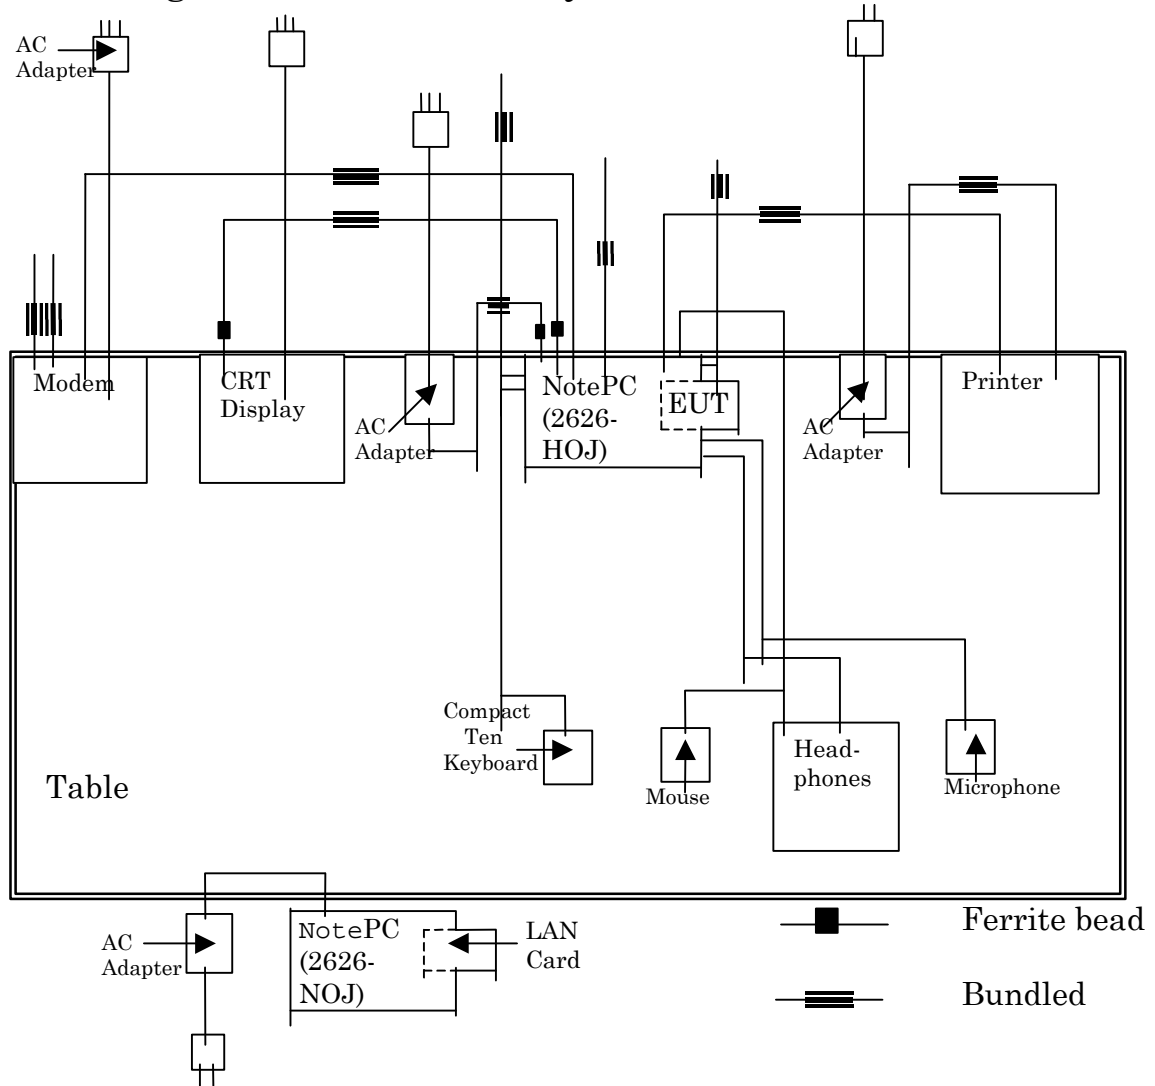 AC
Adapter
Modem
CRT
Display
AC
Adapter
NotePC
(2626-
HOJ)
EUT
AC
Adapter
Printer
Compact
Ten
Keyboard
Mouse
Head-
phones
Microphone
Table
AC
Adapter
NotePC
(2626-
NOJ)
LAN
Card
Ferrite bead
Bundled